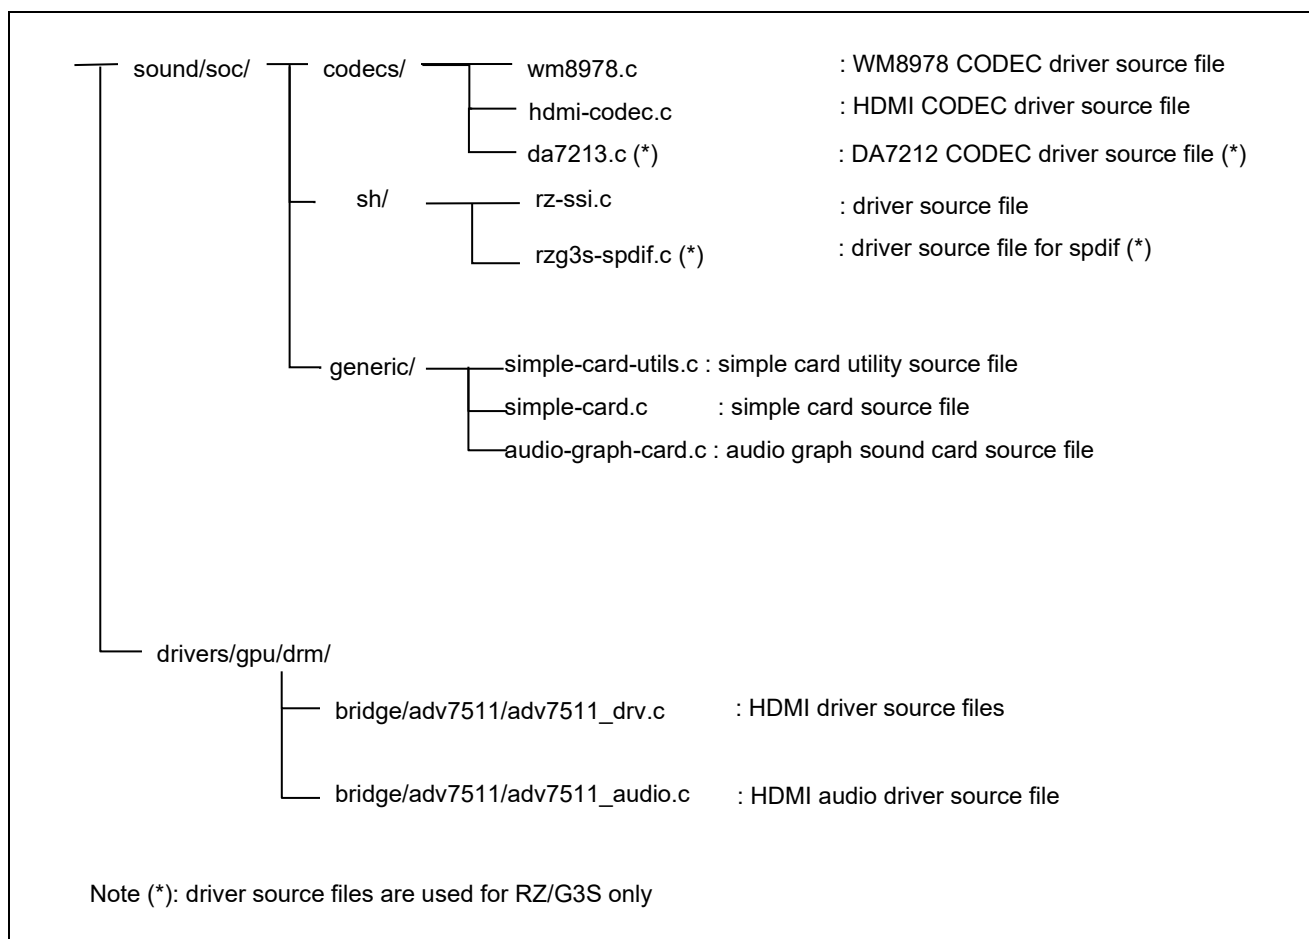 sound/soc/ codecs/ wm8978.c : WM8978 CODEC driver source file
hdmi-codec.c : HDMI CODEC driver source file
da7213.c (*) : DA7212 CODEC driver source file (*)
sh/ rz-ssi.c : driver source file
rzg3s-spdif.c (*) : driver source file for spdif (*)
generic/ simple-card-utils.c : simple card utility source file
simple-card.c : simple card source file
audio-graph-card.c : audio graph sound card source file
drivers/gpu/drm/
bridge/adv7511/adv7511_drv.c : HDMI driver source files
bridge/adv7511/adv7511_audio.c : HDMI audio driver source file
Note (*): driver source files are used for RZ/G3S only